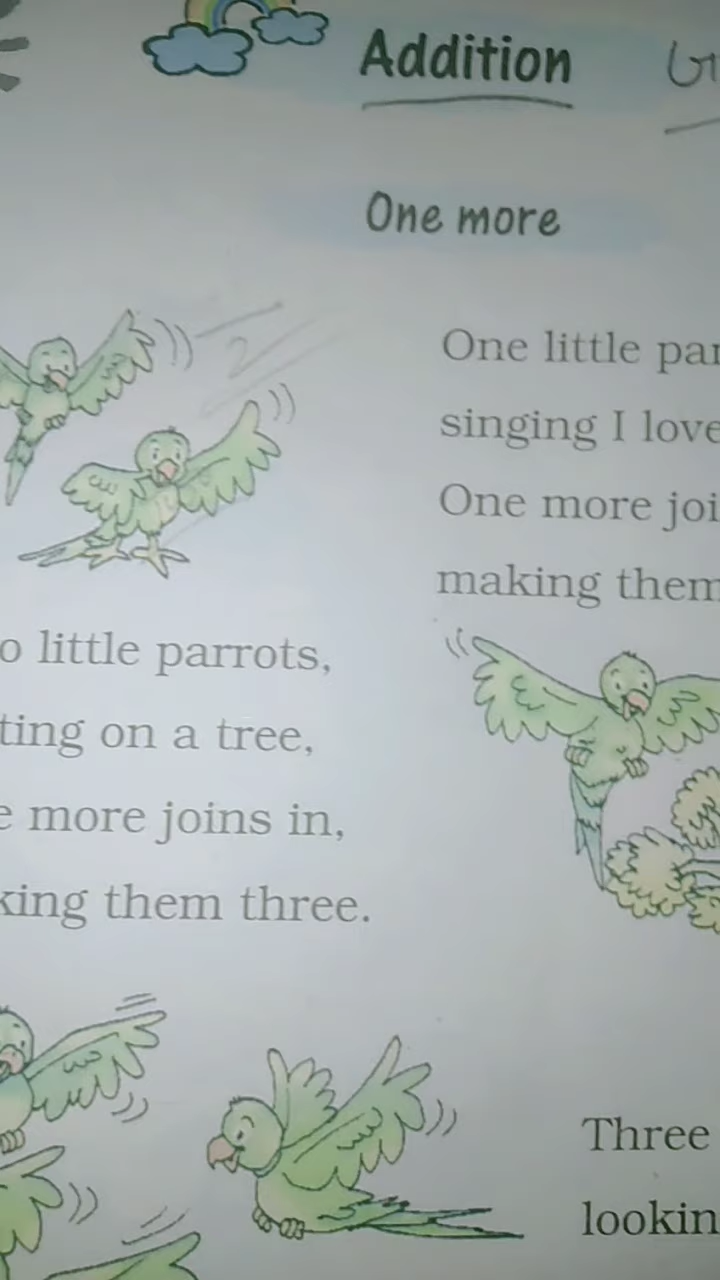 Addition
One more
2
One little par
singing I love
One more joi
making them
o little parrots,
ting on a tree,
e more joins in,
king them three.
Three
lookin